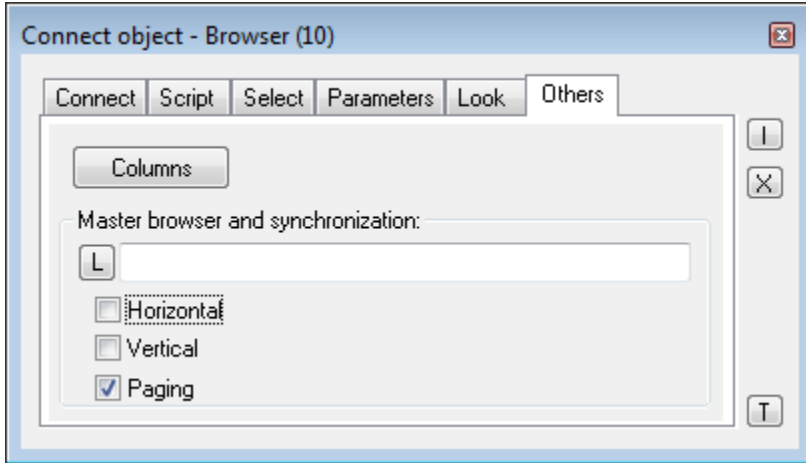 Connect object - Browser (10)
Connect Script Select Parameters Look Others
I
Columns
X
Master browser and synchronization:
L
Horizontal
Vertical
Paging
T